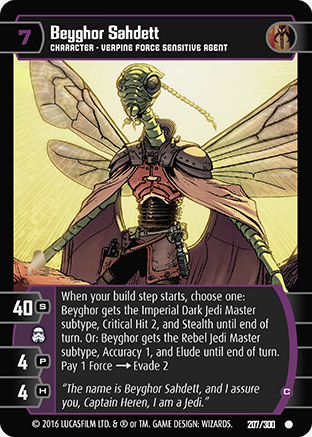 7
Beyghor Sahdett
CHARACTER - VERPINE FORCE SENSITIVE AGENT
When your build step starts, choose one:
Beyghor gets the Imperial Dark Jedi Master
subtype, Critical Hit 2, and Stealth until end of
turn. Or: Beyghor gets the Rebel Jedi Master
subtype, Accuracy 1, and Elude until end of turn.
Pay 1 Force → Evade 2
40 S
4 P
4 H
“The name is Beyghor Sahdett, and I assure
you, Captain Heren, I am a Jedi.”
C
© 2016 LUCASFILM LTD. & ® or TM. GAME DESIGN: WIZARDS.
207/300